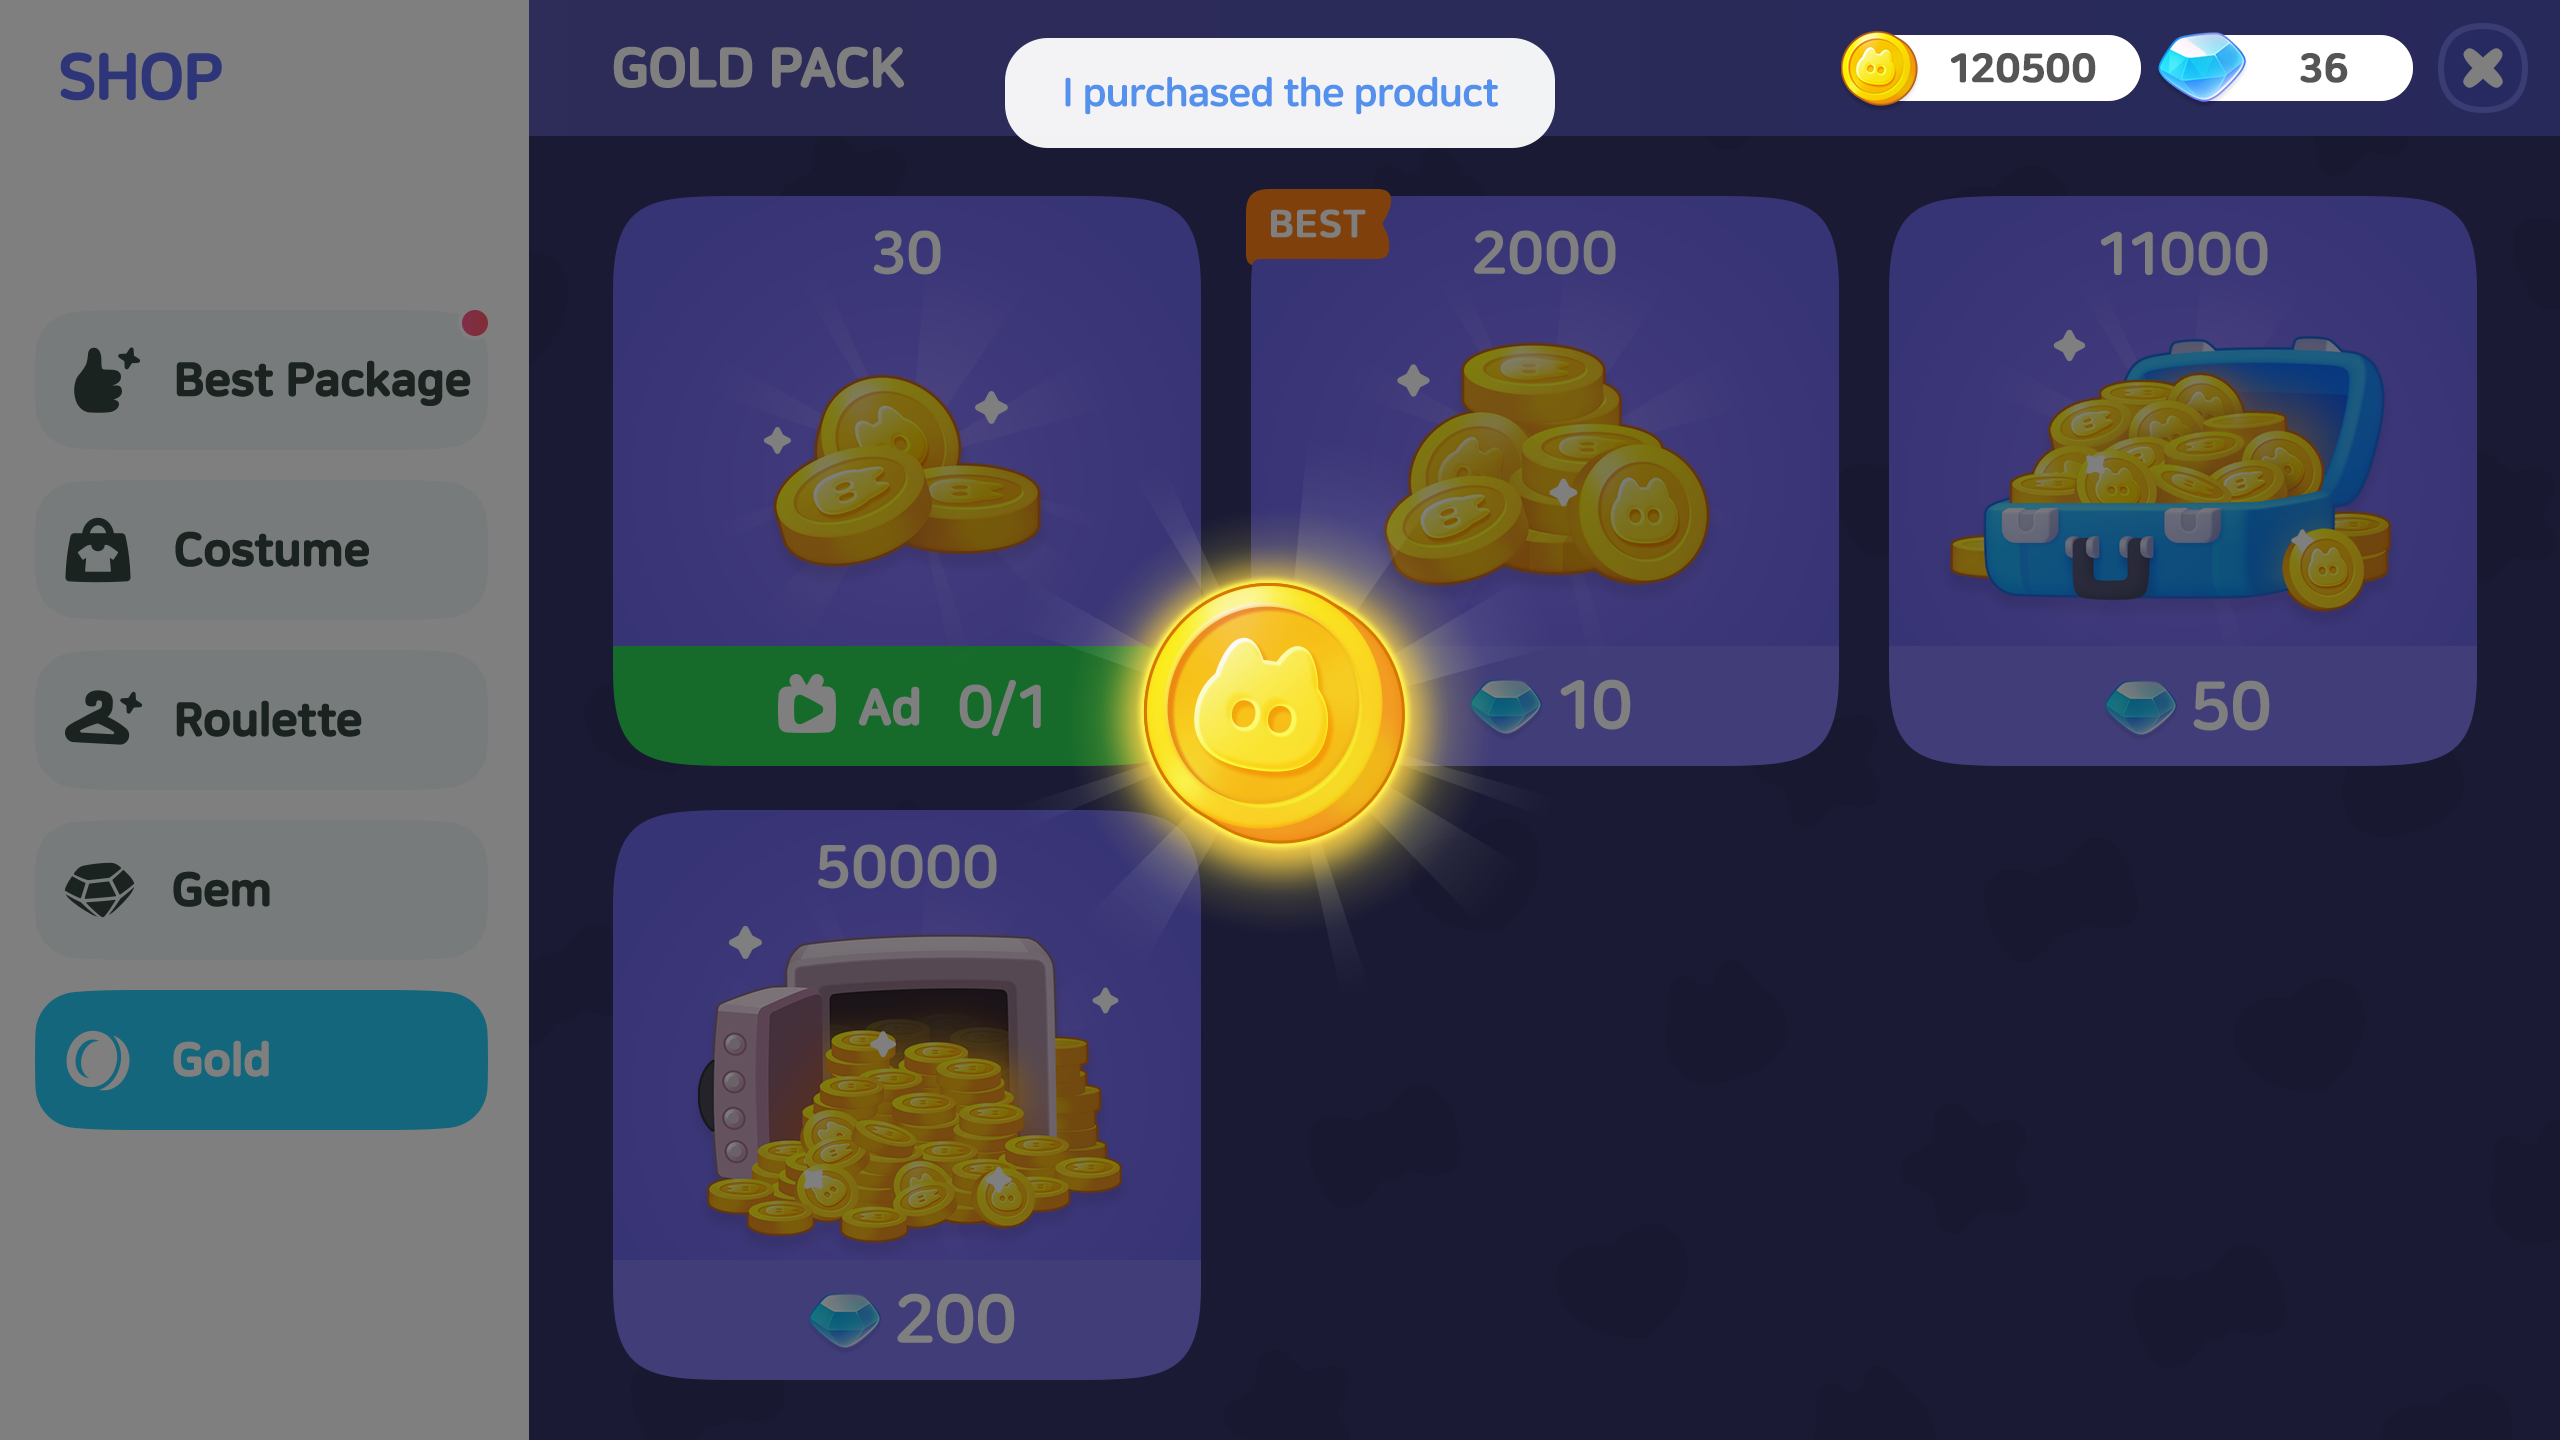 SHOP
GOLD PACK
I purchased the product
120500
36
Best Package
Costume
Roulette
Gem
Gold
30
Ad 0/1
BEST
2000
10
11000
50
50000
200